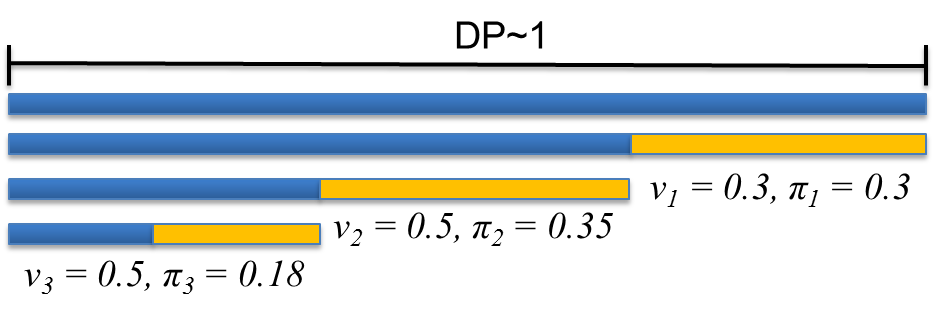 DP~1
v₁ = 0.3, π₁ = 0.3
v₂ = 0.5, π₂ = 0.35
v₃ = 0.5, π₃ = 0.18